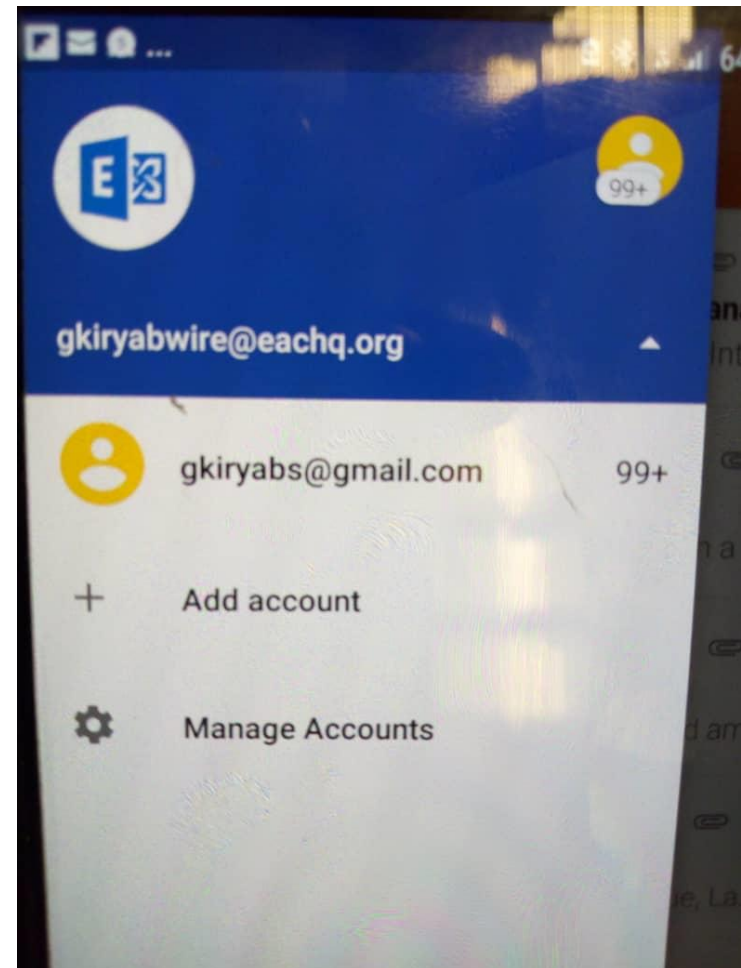 ...
99+
gkiryabwire@eachq.org
gkiryabs@gmail.com 99+
Add account
Manage Accounts